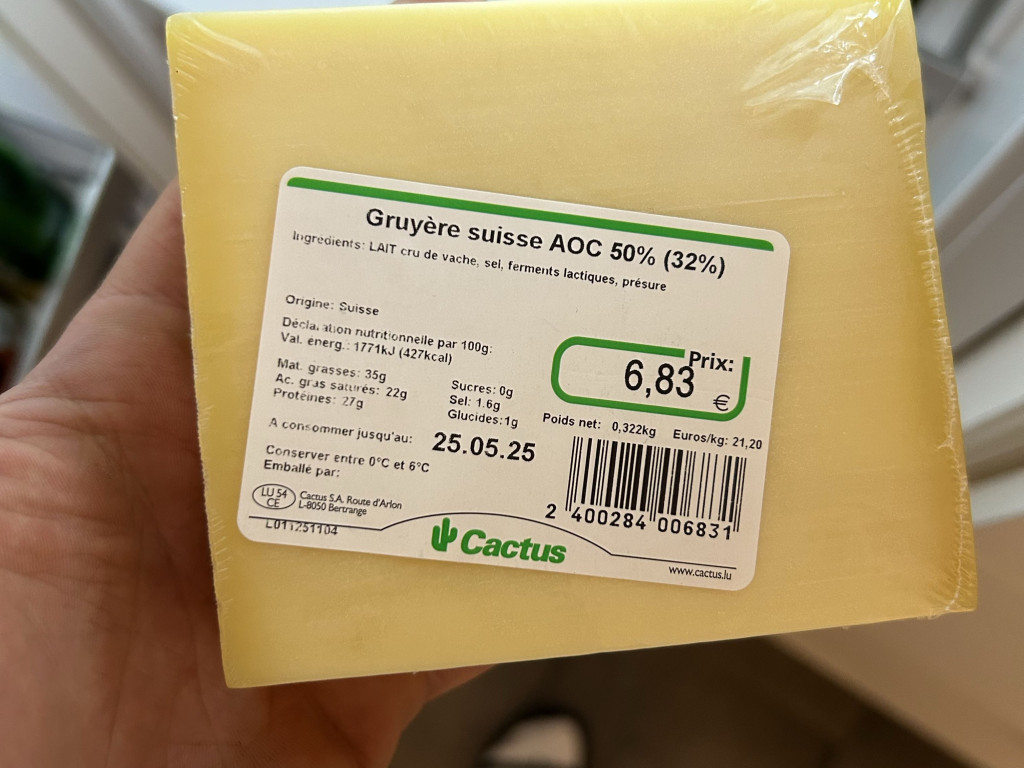 Gruyère suisse AOC 50% (32%)
Ingrédients: LAIT cru de vache, sel, ferments lactiques, présure
Origine: Suisse
Déclaration nutritionnelle par 100g:
Val. énerg.: 1771kJ (427kcal)
Mat. grasses: 35g
Ac. gras saturés: 22g
Protéines: 27g
Sucres: 0g
Sel: 1.6g
Glucides:1g
Prix:
6,83 €
Poids net: 0,322kg Euros/kg: 21,20
A consommer jusqu'au: 25.05.25
Conserver entre 0°C et 6°C
Emballé par:
LU 54
CE
Cactus S.A. Route d'Arlon
L-8050 Bertrange
2 400284 006831
Cactus
www.cactus.lu